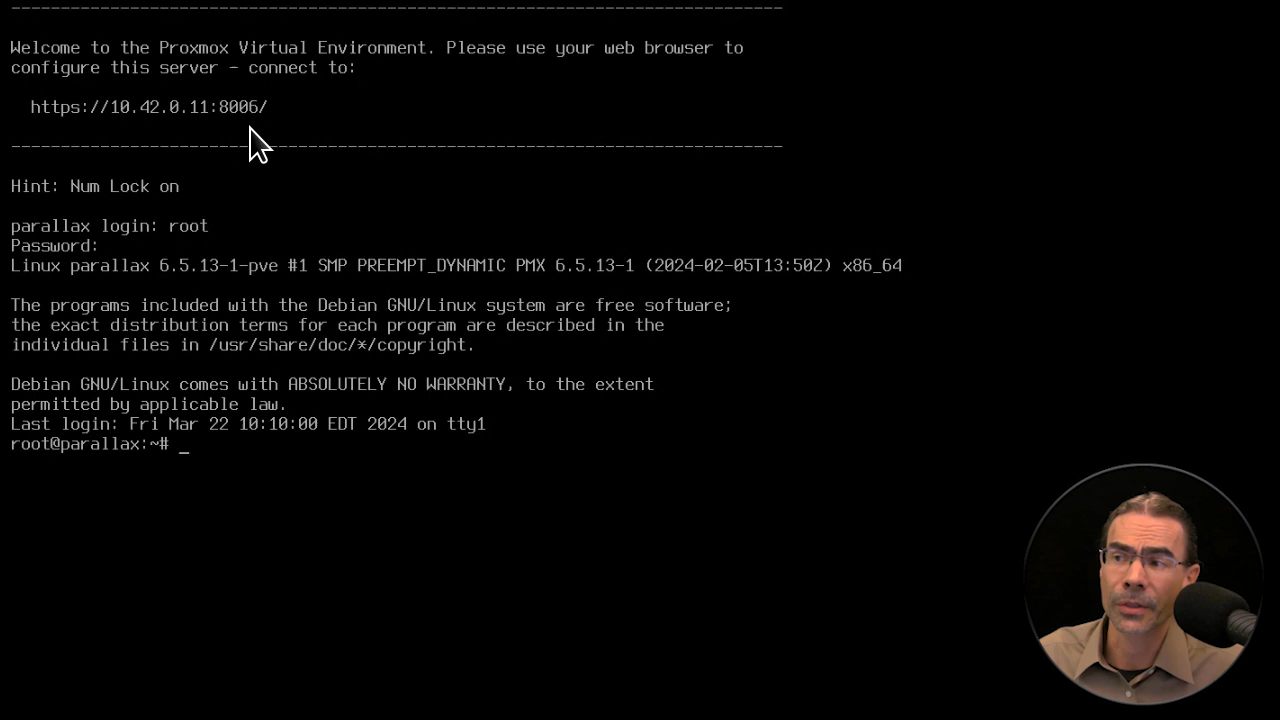 ------------------------------------------------------------------------------
Welcome to the Proxmox Virtual Environment. Please use your web browser to
configure this server - connect to:
https://10.42.0.11:8006/
------------------------------------------------------------------------------
Hint: Num Lock on
parallax login: root
Password:
Linux parallax 6.5.13-1-pve #1 SMP PREEMPT_DYNAMIC PMX 6.5.13-1 (2024-02-05T13:50Z) x86_64
The programs included with the Debian GNU/Linux system are free software;
the exact distribution terms for each program are described in the
individual files in /usr/share/doc/*/copyright.
Debian GNU/Linux comes with ABSOLUTELY NO WARRANTY, to the extent
permitted by applicable law.
Last login: Fri Mar 22 10:10:00 EDT 2024 on tty1
root@parallax:~# _